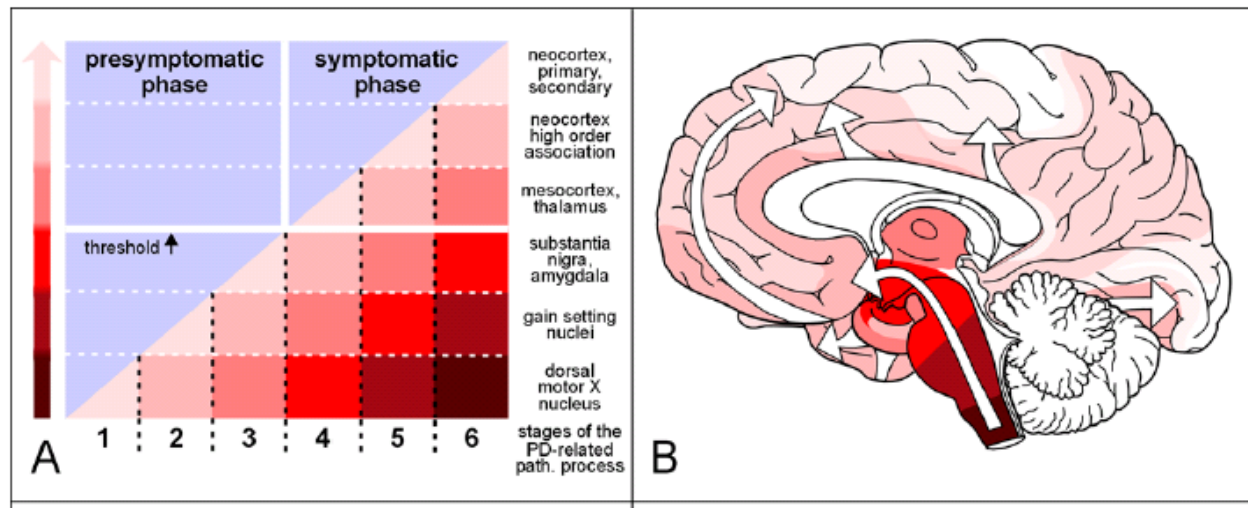 presymptomatic
phase
symptomatic
phase
neocortex,
primary,
secondary
neocortex
high order
association
mesocortex,
thalamus
threshold
substantia
nigra,
amygdala
gain setting
nuclei
dorsal
motor X
nucleus
1 2 3 4 5 6
stages of the
PD-related
path. process
A
B